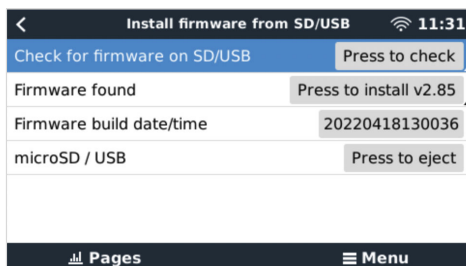 Install firmware from SD/USB 11:31
Check for firmware on SD/USB Press to check
Firmware found Press to install v2.85
Firmware build date/time 20220418130036
microSD / USB Press to eject
Pages Menu